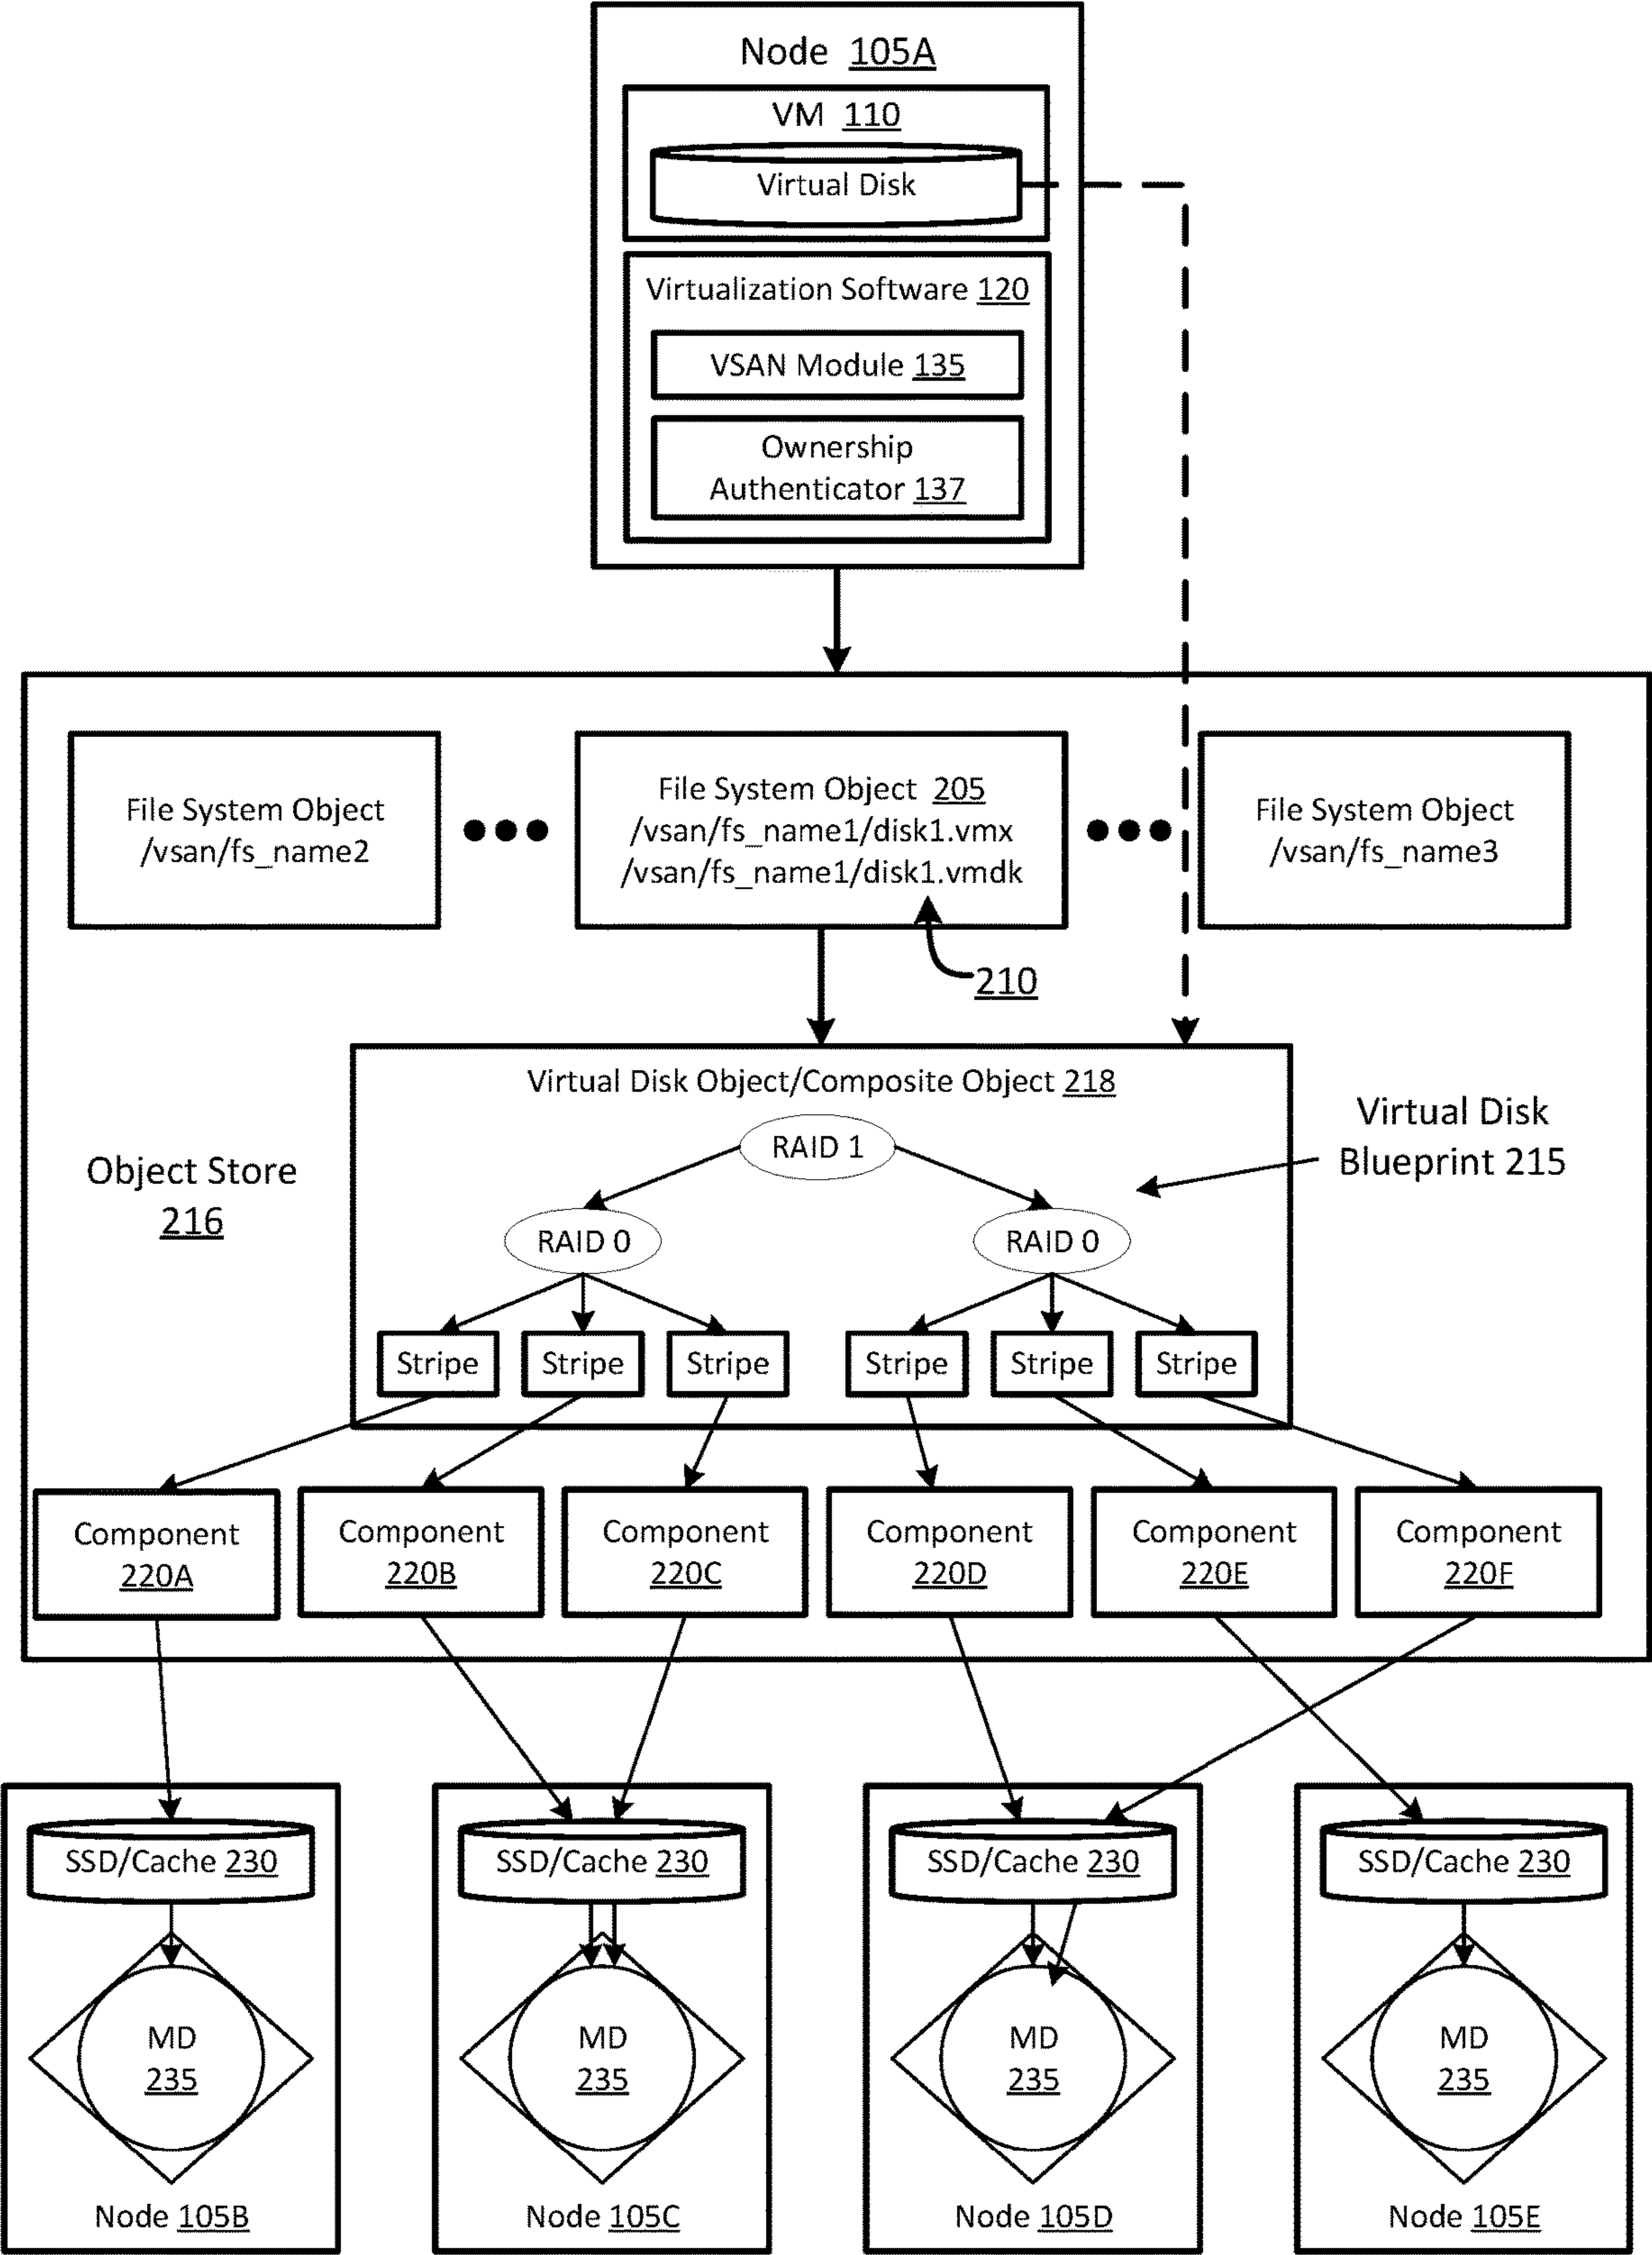 Node 105A
VM 110
Virtual Disk
Virtualization Software 120
VSAN Module 135
Ownership
Authenticator 137
File System Object
/vsan/fs_name2
File System Object 205
/vsan/fs_name1/disk1.vmx
/vsan/fs_name1/disk1.vmdk
File System Object
/vsan/fs_name3
210
Virtual Disk Object/Composite Object 218
RAID 1
Virtual Disk
Blueprint 215
Object Store
216
RAID 0
RAID 0
Stripe
Stripe
Stripe
Stripe
Stripe
Stripe
Component
220A
Component
220B
Component
220C
Component
220D
Component
220E
Component
220F
SSD/Cache 230
SSD/Cache 230
SSD/Cache 230
SSD/Cache 230
MD
235
MD
235
MD
235
MD
235
Node 105B
Node 105C
Node 105D
Node 105E